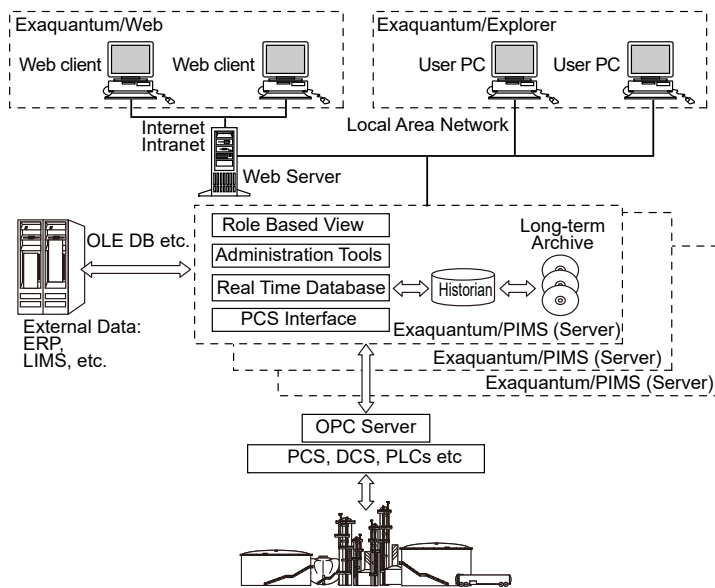 Exaquantum/Web
Web client
Web client
Exaquantum/Explorer
User PC
User PC
Internet
Intranet
Local Area Network
Web Server
OLE DB etc.
External Data:
ERP,
LIMS, etc.
Role Based View
Administration Tools
Real Time Database
PCS Interface
Historian
Long-term
Archive
Exaquantum/PIMS (Server)
Exaquantum/PIMS (Server)
Exaquantum/PIMS (Server)
OPC Server
PCS, DCS, PLCs etc